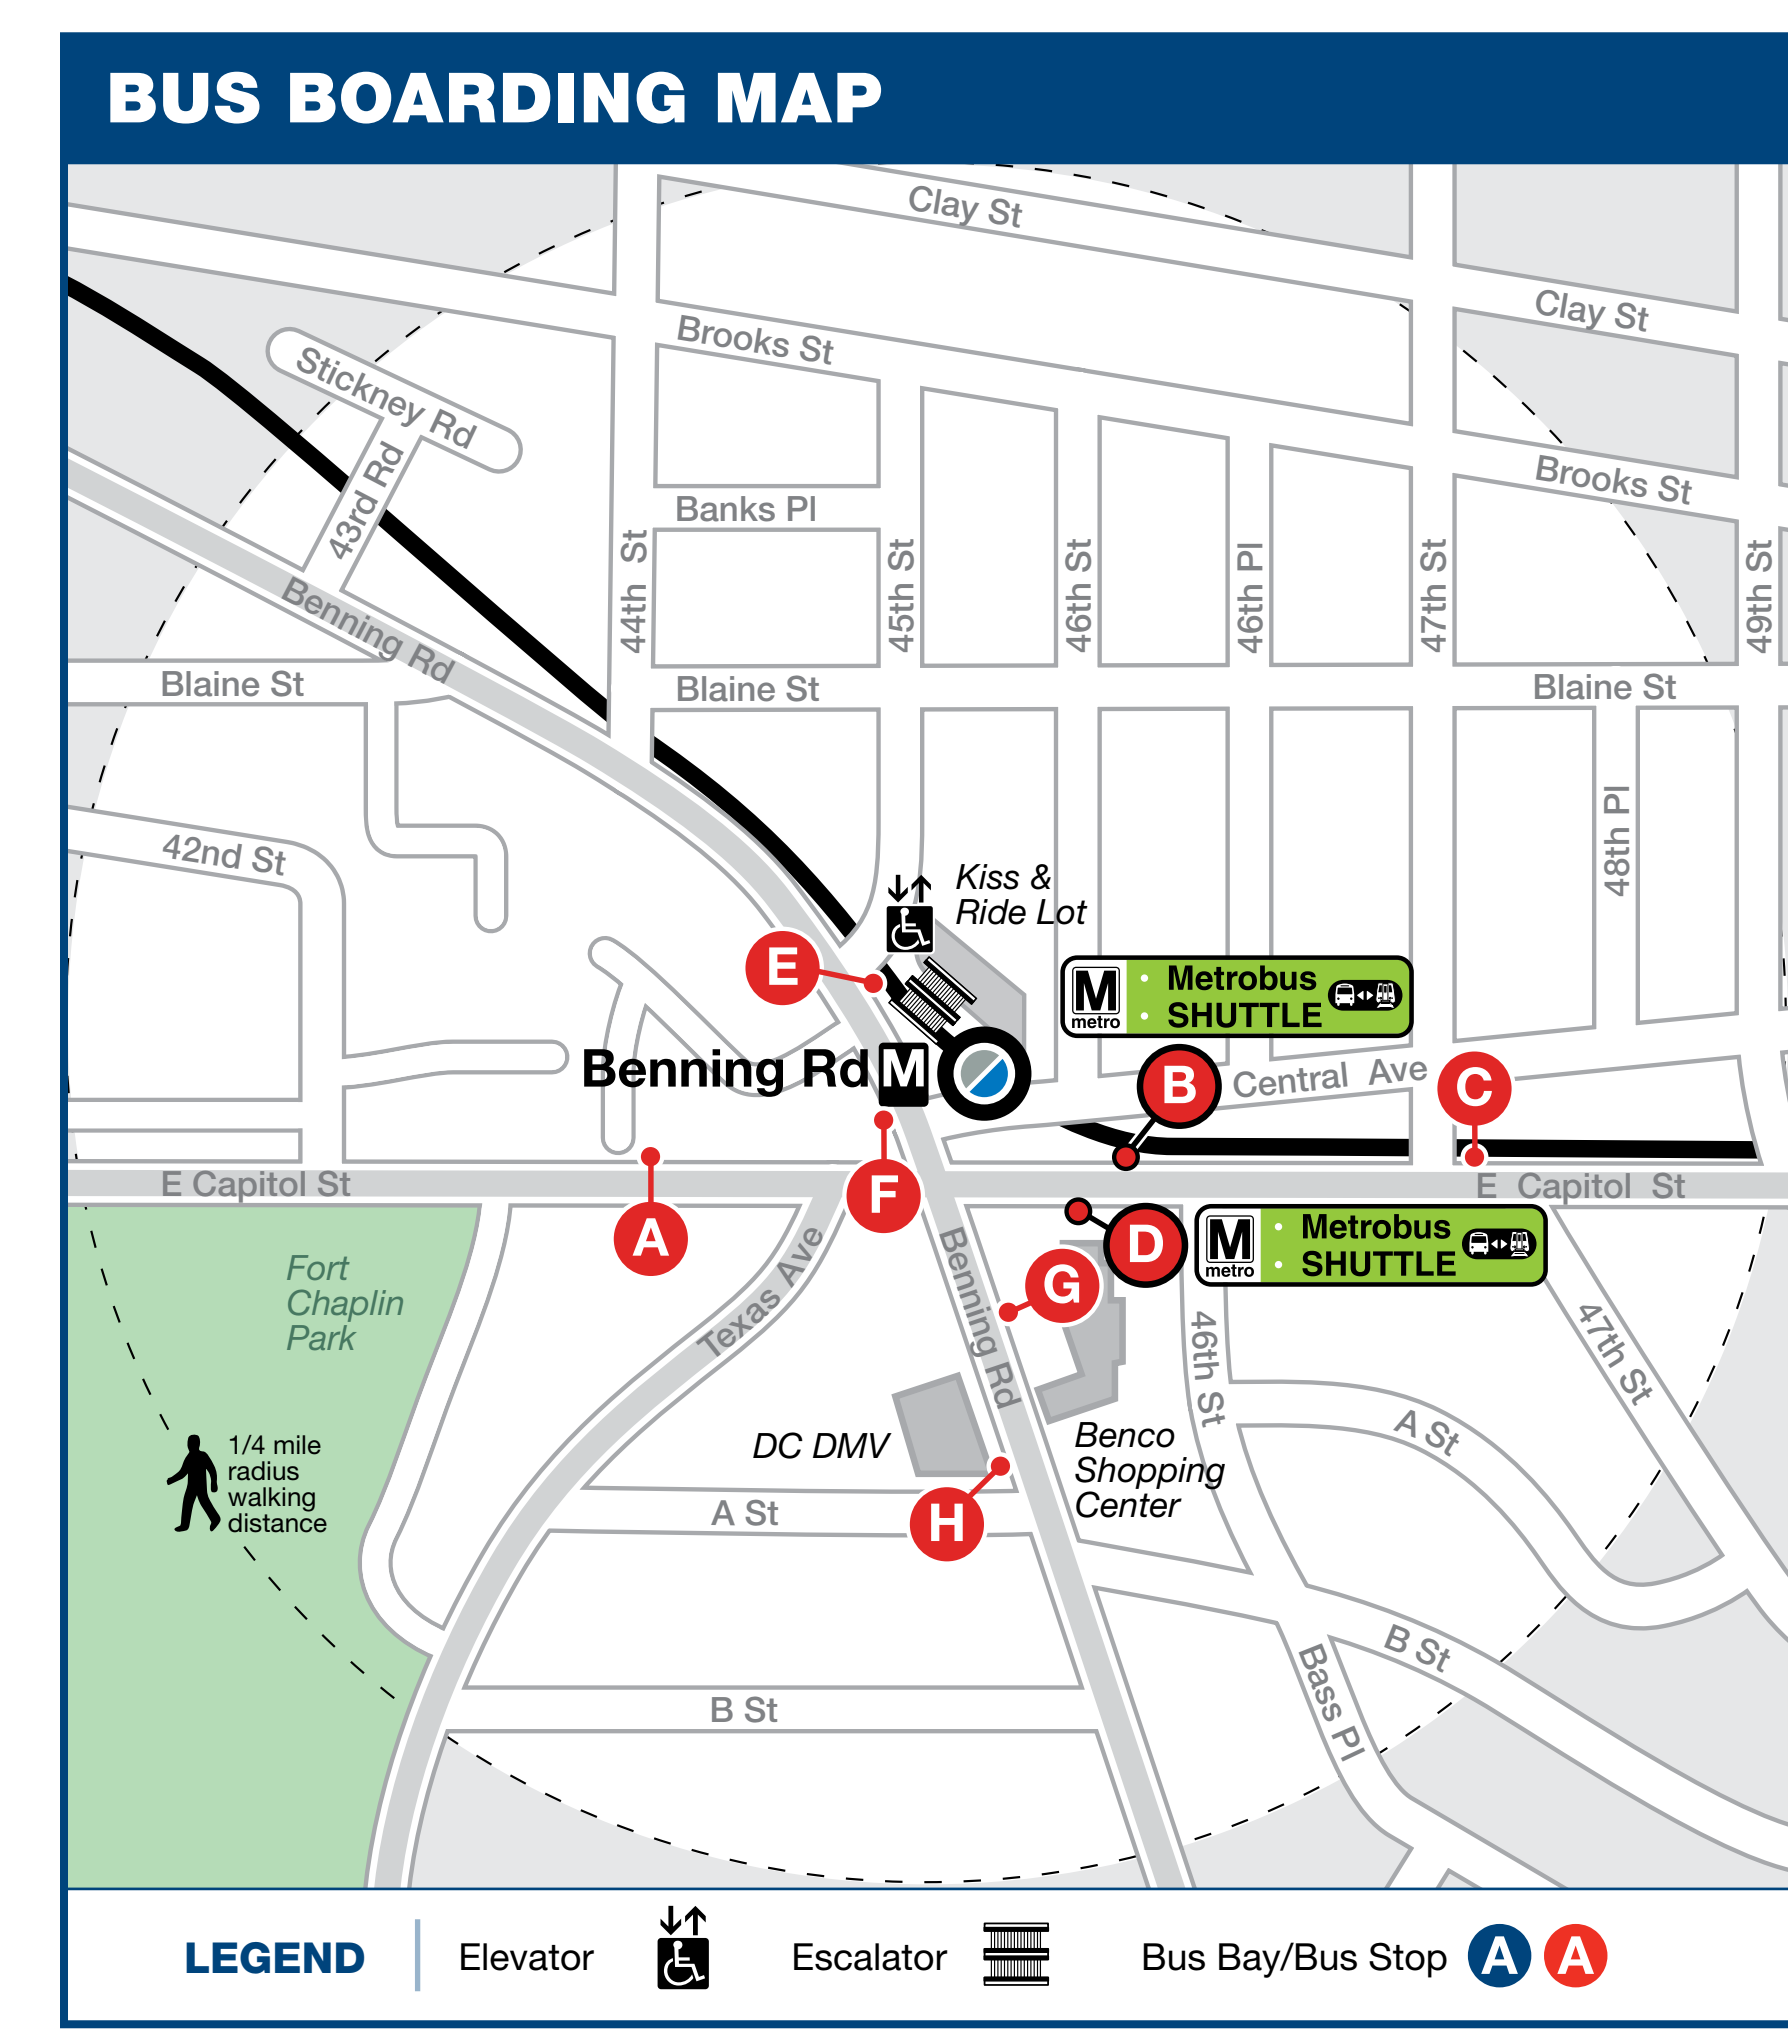 BUS BOARDING MAP
Clay St
Clay St
Brooks St
Stickney Rd
43rd Rd
Brooks St
Banks Pl
44th St
45th St
46th St
46th Pl
47th St
49th St
Benning Rd
Blaine St
Blaine St
Blaine St
42nd St
48th Pl
Kiss &
Ride Lot
E
M
metro
Metrobus
SHUTTLE
Benning Rd
M
B
Central Ave
C
E Capitol St
F
E Capitol St
A
Texas Ave
Benning Rd
D
M
metro
Metrobus
SHUTTLE
G
Fort
Chaplin
Park
46th St
47th St
1/4 mile
radius
walking
distance
DC DMV
Benco
Shopping
Center
A St
A St
H
B St
B St
Bass Pl
LEGEND
Elevator
Escalator
Bus Bay/Bus Stop
A
A